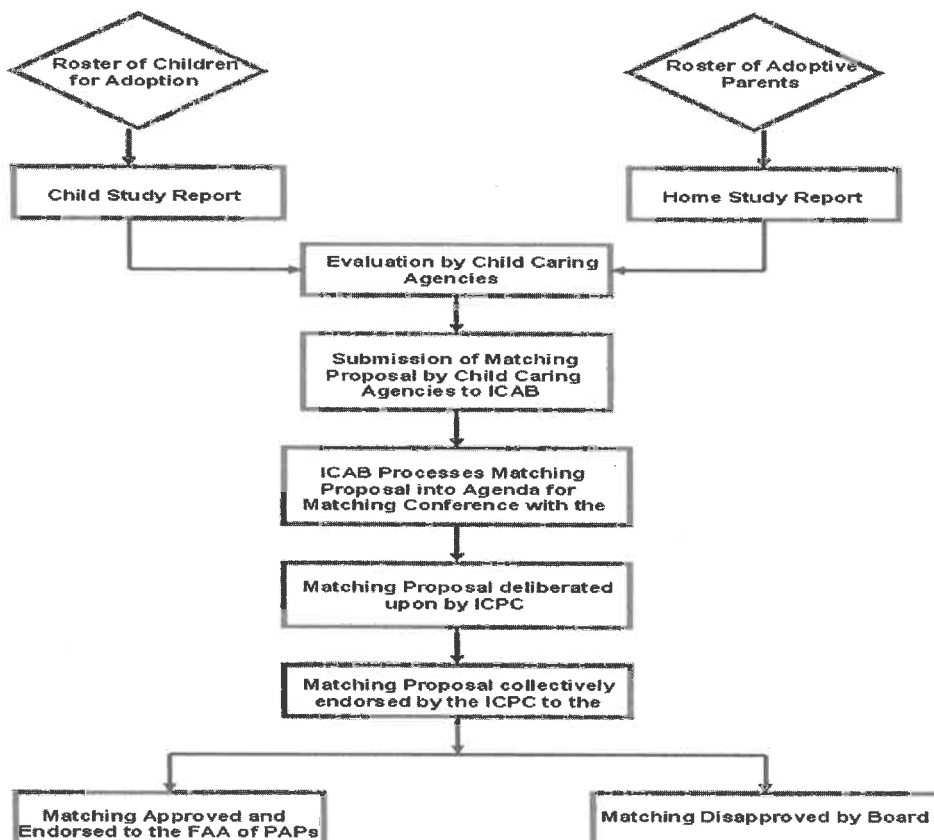 Roster of Children
for Adoption
Roster of Adoptive
Parents
Child Study Report
Home Study Report
Evaluation by Child Caring
Agencies
Submission of Matching
Proposal by Child Caring
Agencies to ICAB
ICAB Processes Matching
Proposal into Agenda for
Matching Conference with the
Matching Proposal deliberated
upon by ICPC
Matching Proposal collectively
endorsed by the ICPC to the
Matching Approved and
Endorsed to the FAA of PAPs
Matching Disapproved by Board